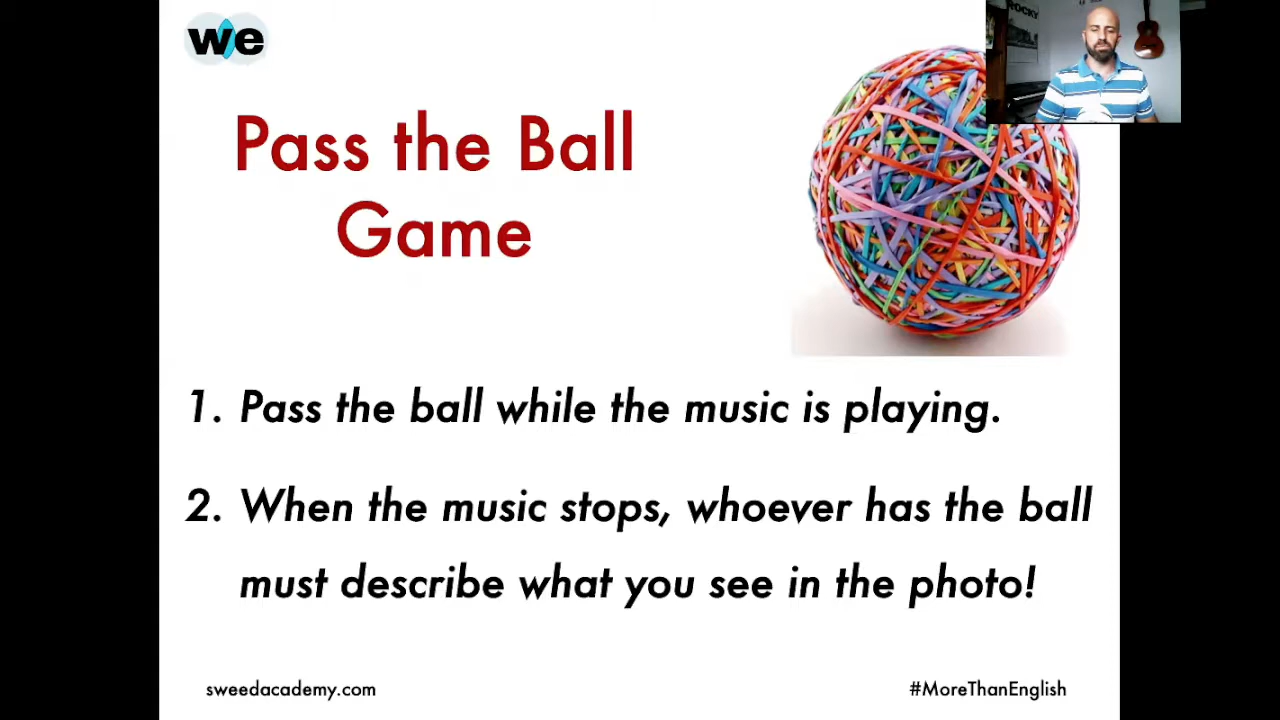 we
ROCKY
Pass the Ball
Game
1. Pass the ball while the music is playing.
2. When the music stops, whoever has the ball
must describe what you see in the photo!
sweedacademy.com
#MoreThanEnglish